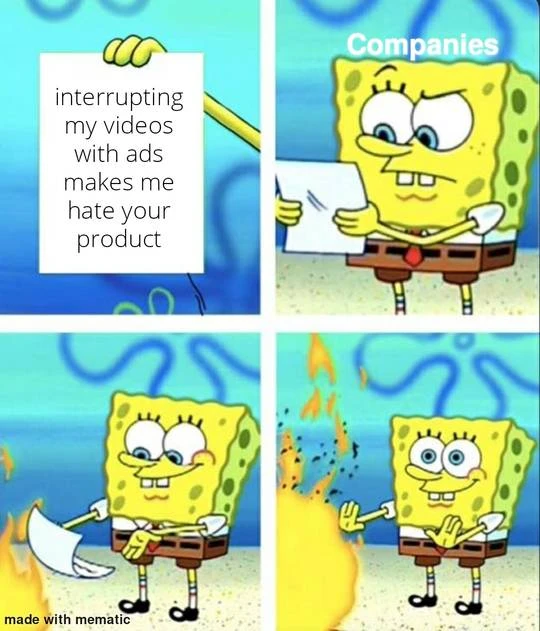 interrupting
my videos
with ads
makes me
hate your
product
Companies
made with mematic